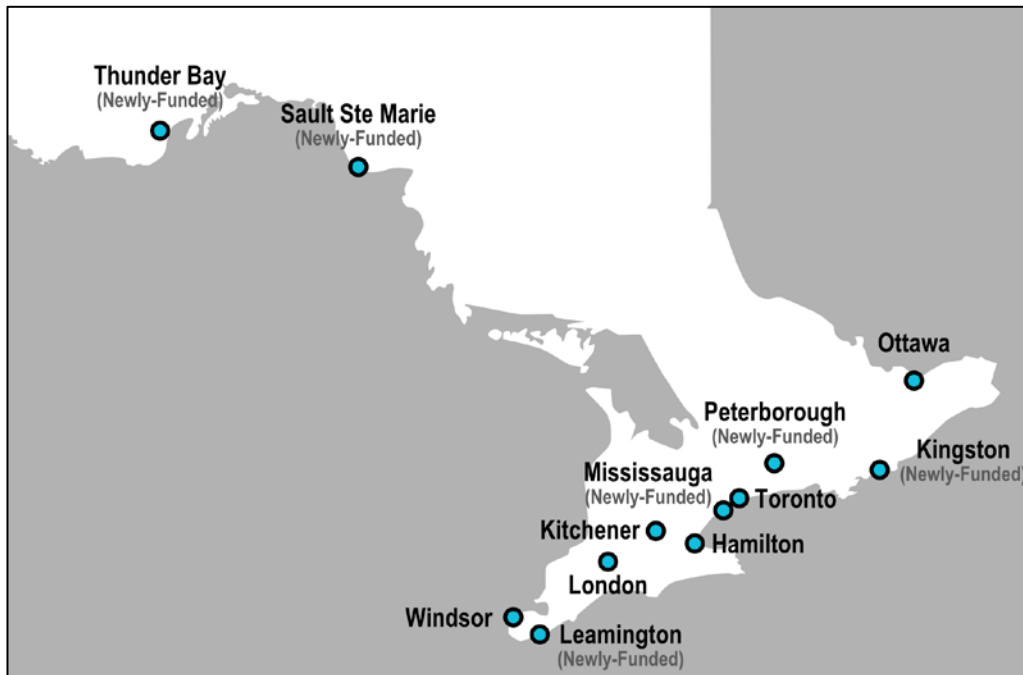 Thunder Bay
(Newly-Funded)
Sault Ste Marie
(Newly-Funded)
Ottawa
Peterborough
(Newly-Funded)
Kingston
(Newly-Funded)
Mississauga
(Newly-Funded)
Toronto
Kitchener
Hamilton
London
Windsor
Leamington
(Newly-Funded)